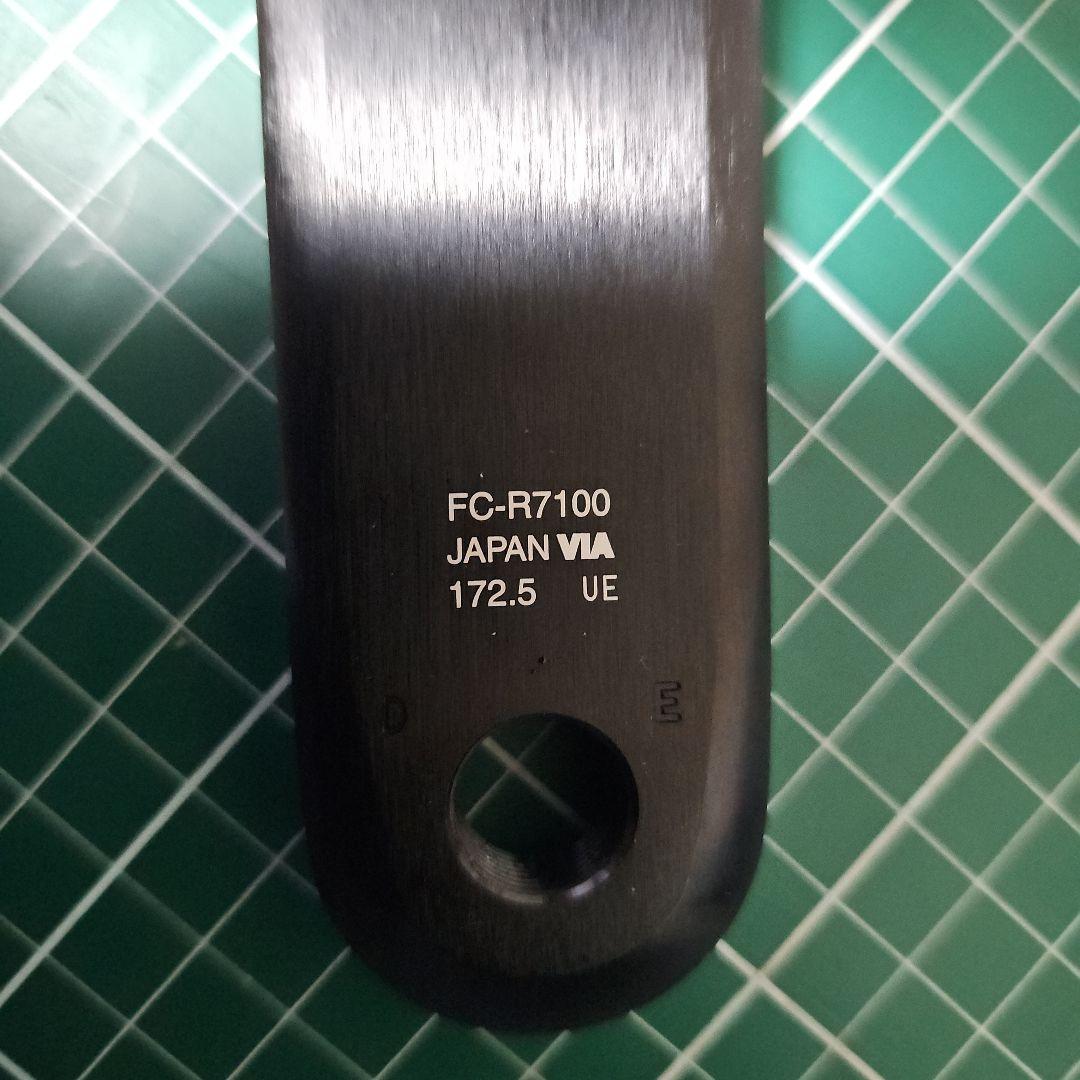 FC-R7100
JAPAN VIA
172.5 UE
D E